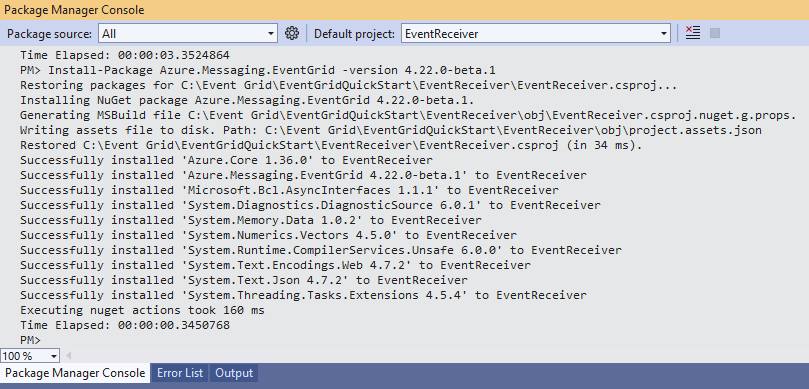 Package Manager Console
Package source: All Default project: EventReceiver
Time Elapsed: 00:00:03.3524864
PM> Install-Package Azure.Messaging.EventGrid -version 4.22.0-beta.1
Restoring packages for C:\Event Grid\EventGridQuickStart\EventReceiver\EventReceiver.csproj...
Installing NuGet package Azure.Messaging.EventGrid 4.22.0-beta.1.
Generating MSBuild file C:\Event Grid\EventGridQuickStart\EventReceiver\obj\EventReceiver.csproj.nuget.g.props.
Writing assets file to disk. Path: C:\Event Grid\EventGridQuickStart\EventReceiver\obj\project.assets.json
Restored C:\Event Grid\EventGridQuickStart\EventReceiver\EventReceiver.csproj (in 34 ms).
Successfully installed 'Azure.Core 1.36.0' to EventReceiver
Successfully installed 'Azure.Messaging.EventGrid 4.22.0-beta.1' to EventReceiver
Successfully installed 'Microsoft.Bcl.AsyncInterfaces 1.1.1' to EventReceiver
Successfully installed 'System.Diagnostics.DiagnosticSource 6.0.1' to EventReceiver
Successfully installed 'System.Memory.Data 1.0.2' to EventReceiver
Successfully installed 'System.Numerics.Vectors 4.5.0' to EventReceiver
Successfully installed 'System.Runtime.CompilerServices.Unsafe 6.0.0' to EventReceiver
Successfully installed 'System.Text.Encodings.Web 4.7.2' to EventReceiver
Successfully installed 'System.Text.Json 4.7.2' to EventReceiver
Successfully installed 'System.Threading.Tasks.Extensions 4.5.4' to EventReceiver
Executing nuget actions took 160 ms
Time Elapsed: 00:00:00.3450768
PM>
100 %
Package Manager Console Error List Output